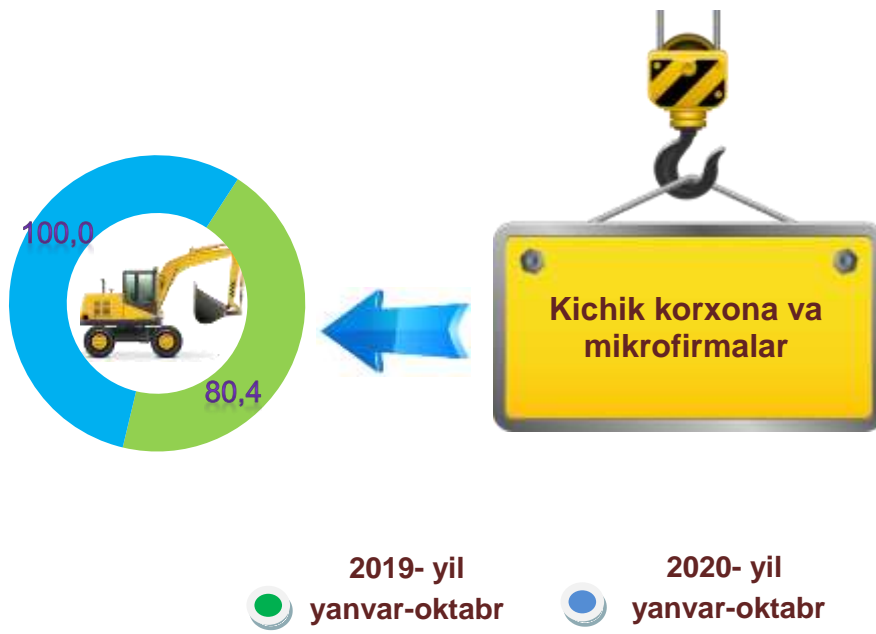 100,0
80,4
Kichik korxona va
mikrofirmalar
2019- yil
yanvar-oktabr
2020- yil
yanvar-oktabr